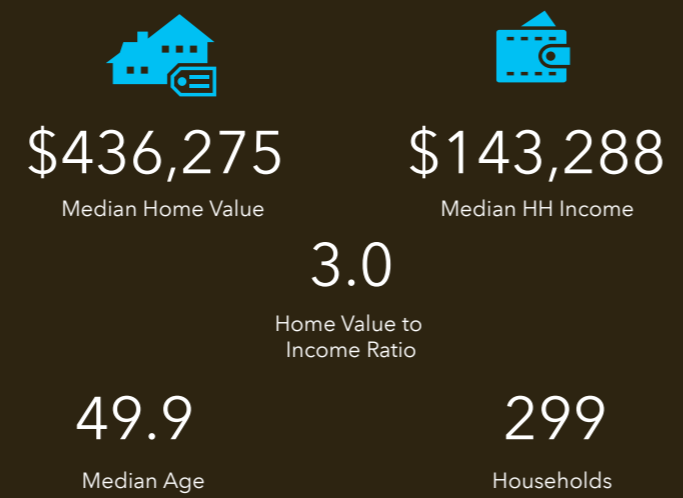 $436,275
Median Home Value
$143,288
Median HH Income
3.0
Home Value to
Income Ratio
49.9
Median Age
299
Households